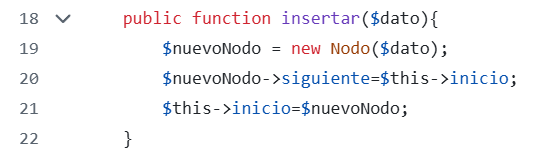 18 public function insertar($dato){
19 $nuevoNodo = new Nodo($dato);
20 $nuevoNodo->siguiente=$this->inicio;
21 $this->inicio=$nuevoNodo;
22 }